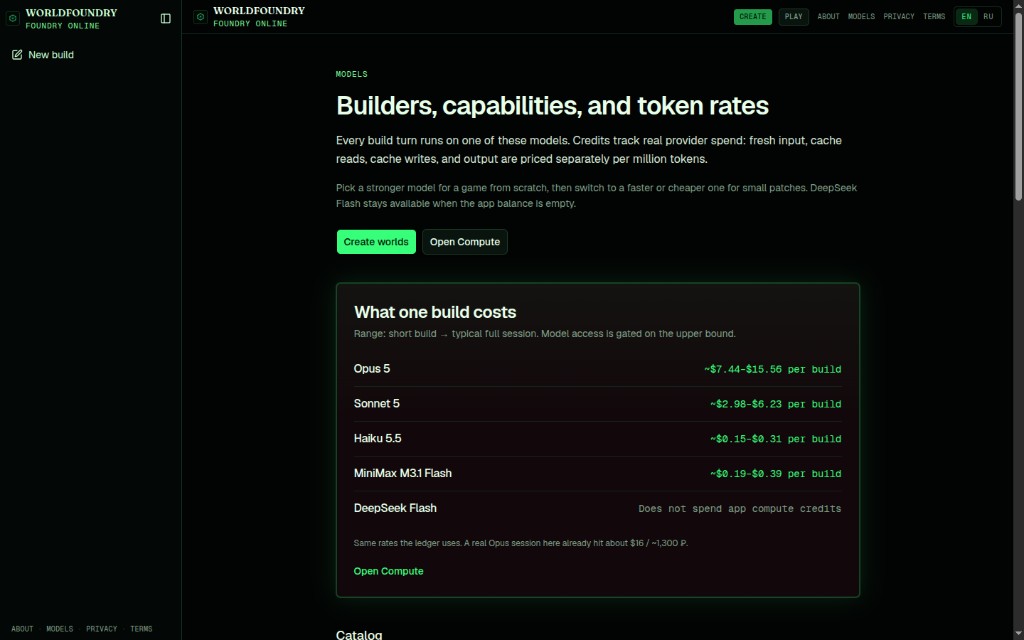 WORLDFOUNDRY
FOUNDRY ONLINE
New build
WORLDFOUNDRY
FOUNDRY ONLINE
CREATE
PLAY
ABOUT
MODELS
PRIVACY
TERMS
EN
RU
MODELS
Builders, capabilities, and token rates
Every build turn runs on one of these models. Credits track real provider spend: fresh input, cache
reads, cache writes, and output are priced separately per million tokens.
Pick a stronger model for a game from scratch, then switch to a faster or cheaper one for small patches. DeepSeek
Flash stays available when the app balance is empty.
Create worlds
Open Compute
What one build costs
Range: short build → typical full session. Model access is gated on the upper bound.
Opus 5 ~$7.44–$15.56 per build
Sonnet 5 ~$2.98–$6.23 per build
Haiku 5.5 ~$0.15–$0.31 per build
MiniMax M3.1 Flash ~$0.19–$0.39 per build
DeepSeek Flash Does not spend app compute credits
Same rates the ledger uses. A real Opus session here already hit about $16 / ~1,300 ₽.
Open Compute
Catalog
ABOUT · MODELS · PRIVACY · TERMS